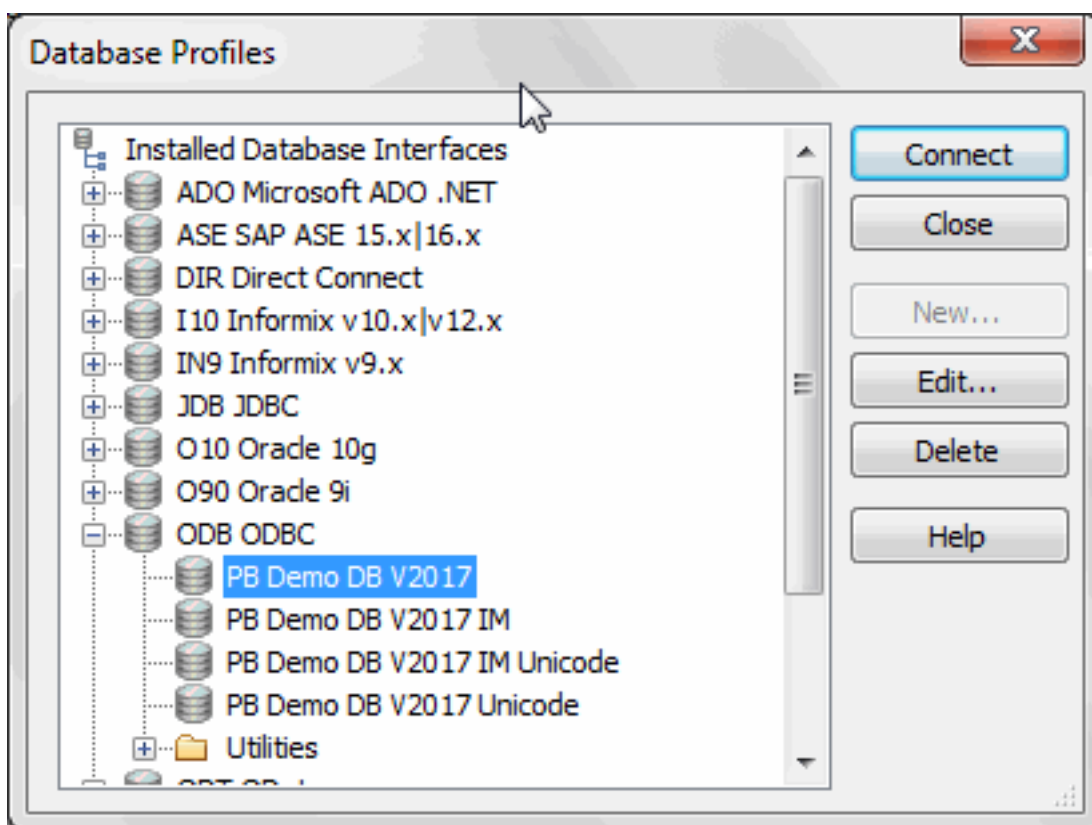 Database Profiles
Installed Database Interfaces
ADO Microsoft ADO .NET
ASE SAP ASE 15.x|16.x
DIR Direct Connect
I10 Informix v10.x|v12.x
IN9 Informix v9.x
JDB JDBC
O10 Oracle 10g
O90 Oracle 9i
ODB ODBC
PB Demo DB V2017
PB Demo DB V2017 IM
PB Demo DB V2017 IM Unicode
PB Demo DB V2017 Unicode
Utilities
Connect
Close
New...
Edit...
Delete
Help